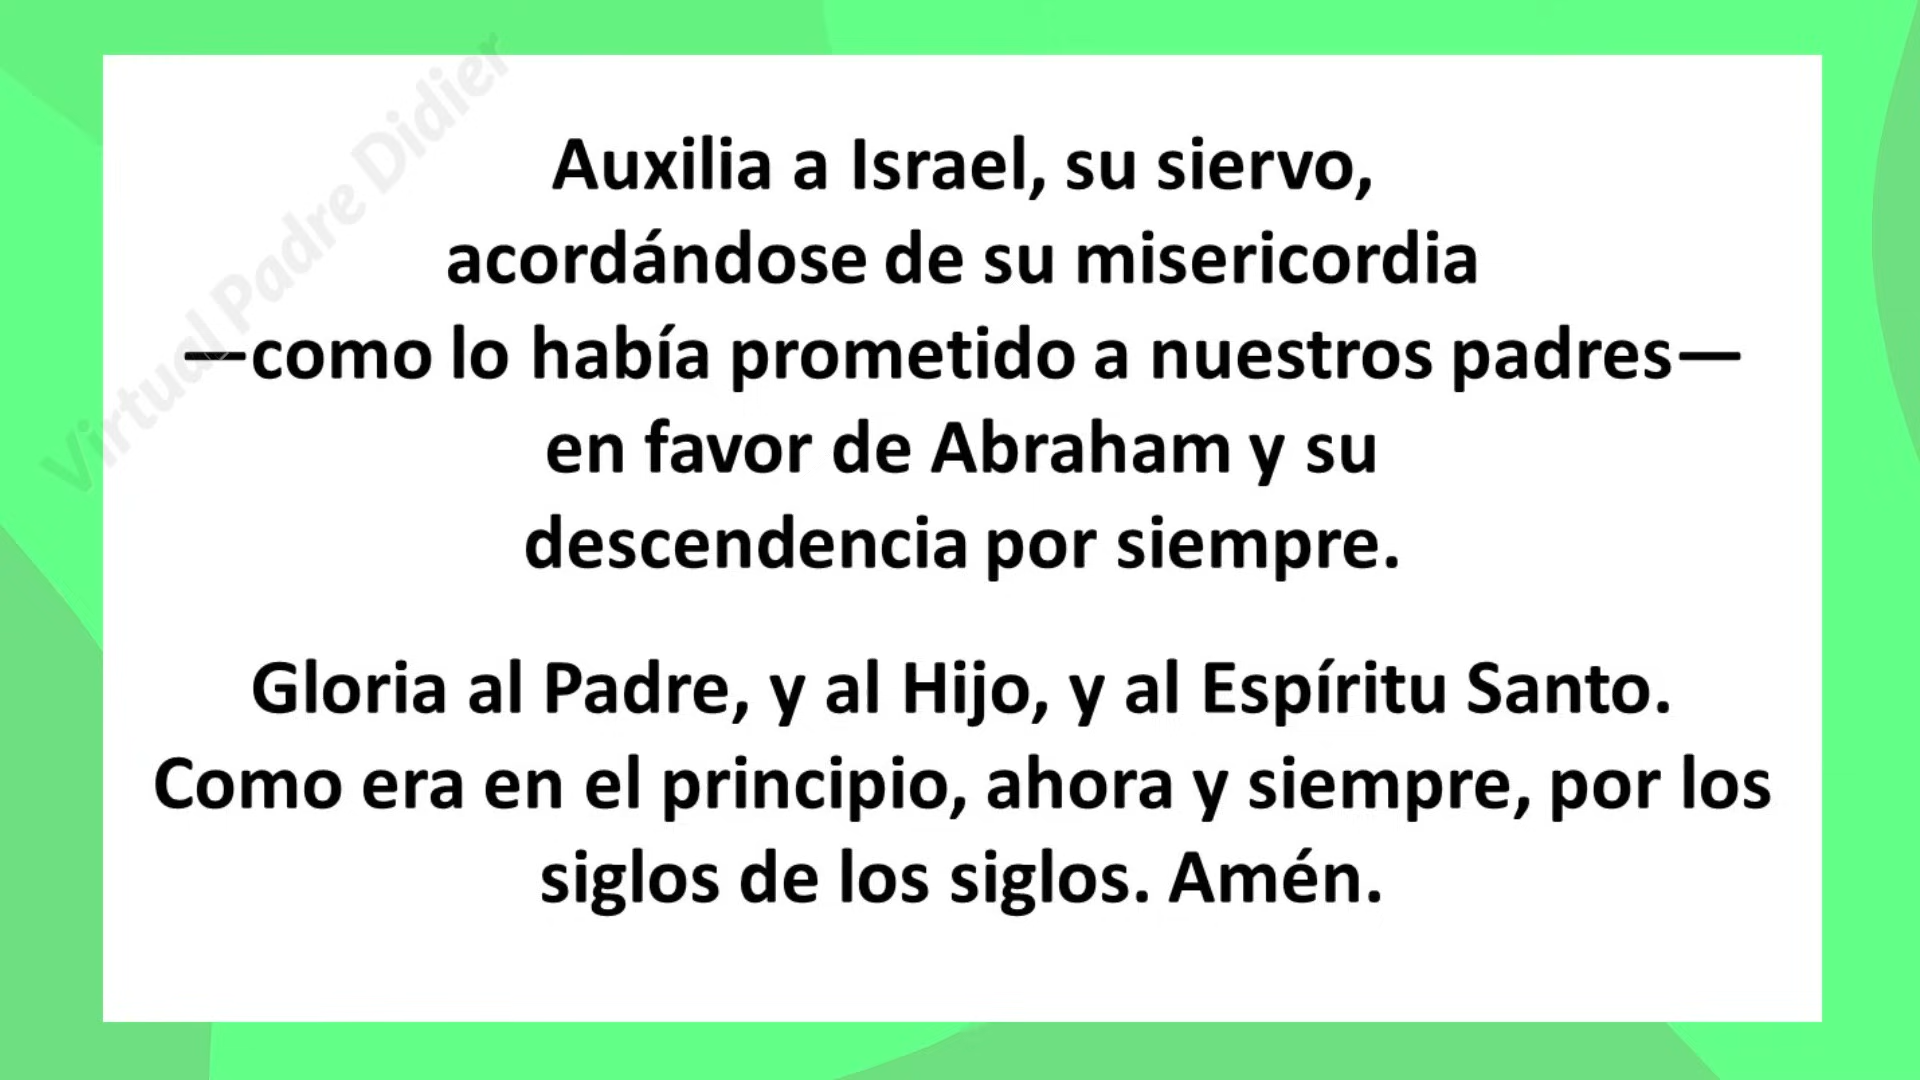 Virtual Padre Didier
Auxilia a Israel, su siervo,
acordándose de su misericordia
—como lo había prometido a nuestros padres—
en favor de Abraham y su
descendencia por siempre.
Gloria al Padre, y al Hijo, y al Espíritu Santo.
Como era en el principio, ahora y siempre, por los
siglos de los siglos. Amén.